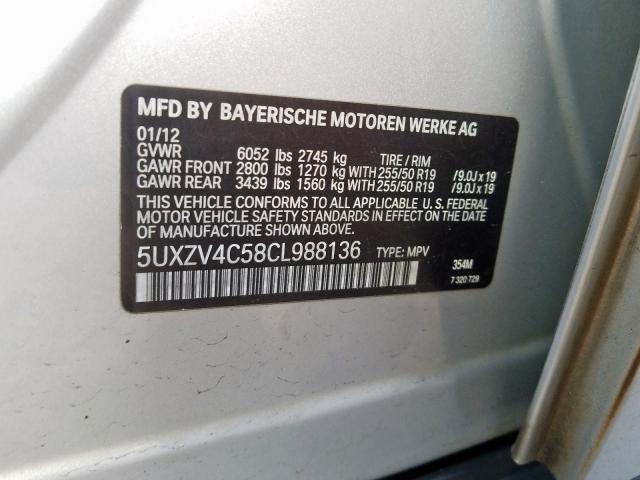 MFD BY BAYERISCHE MOTOREN WERKE AG
01/12
GVWR 6052 lbs 2745 kg TIRE / RIM
GAWR FRONT 2800 lbs 1270 kg WITH 255/50 R19 /9.0J x 19
GAWR REAR 3439 lbs 1560 kg WITH 255/50 R19 /9.0J x 19
THIS VEHICLE CONFORMS TO ALL APPLICABLE U. S. FEDERAL
MOTOR VEHICLE SAFETY STANDARDS IN EFFECT ON THE DATE
OF MANUFACTURE SHOWN ABOVE.
5UXZV4C58CL988136 TYPE: MPV
354M
7 320 729